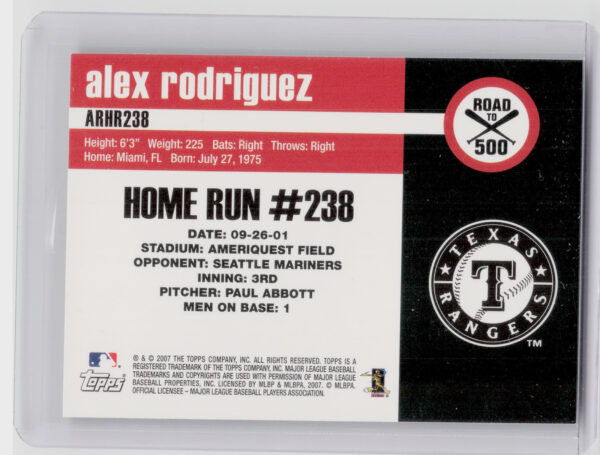 alex rodriguez
ARHR238
Height: 6'3" Weight: 225 Bats: Right Throws: Right
Home: Miami, FL Born: July 27, 1975
ROAD
TO
500
HOME RUN #238
DATE: 09-26-01
STADIUM: AMERIQUEST FIELD
OPPONENT: SEATTLE MARINERS
INNING: 3RD
PITCHER: PAUL ABBOTT
MEN ON BASE: 1
TEXAS
T
RANGERS
TM
topps
® & © 2007 THE TOPPS COMPANY, INC. ALL RIGHTS RESERVED. TOPPS IS A
REGISTERED TRADEMARK OF THE TOPPS COMPANY, INC. MAJOR LEAGUE BASEBALL
TRADEMARKS AND COPYRIGHTS ARE USED WITH PERMISSION OF MAJOR LEAGUE
BASEBALL PROPERTIES, INC. LICENSED BY MLBP & MLBPA, 2007. © MLBPA.
OFFICIAL LICENSEE – MAJOR LEAGUE BASEBALL PLAYERS ASSOCIATION.